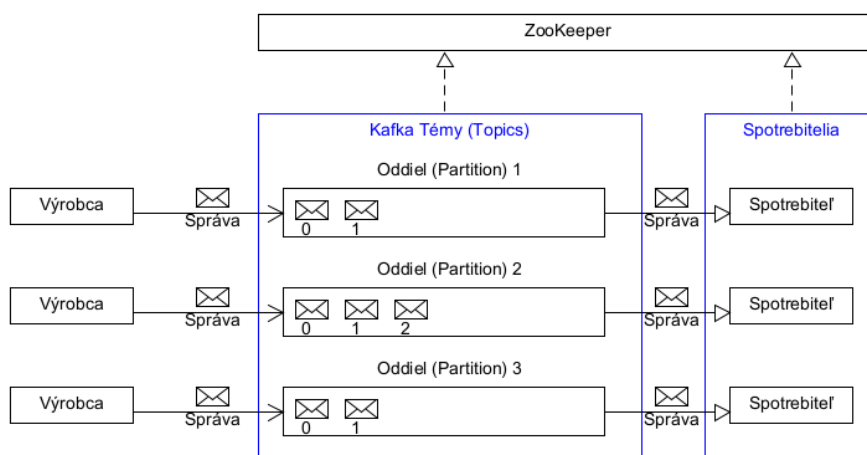 ZooKeeper
Kafka Témy (Topics)
Spotrebitelia
Oddiel (Partition) 1
Výrobca
Správa
0 1
Správa
Spotrebiteľ
Oddiel (Partition) 2
Výrobca
Správa
0 1 2
Správa
Spotrebiteľ
Oddiel (Partition) 3
Výrobca
Správa
0 1
Správa
Spotrebiteľ